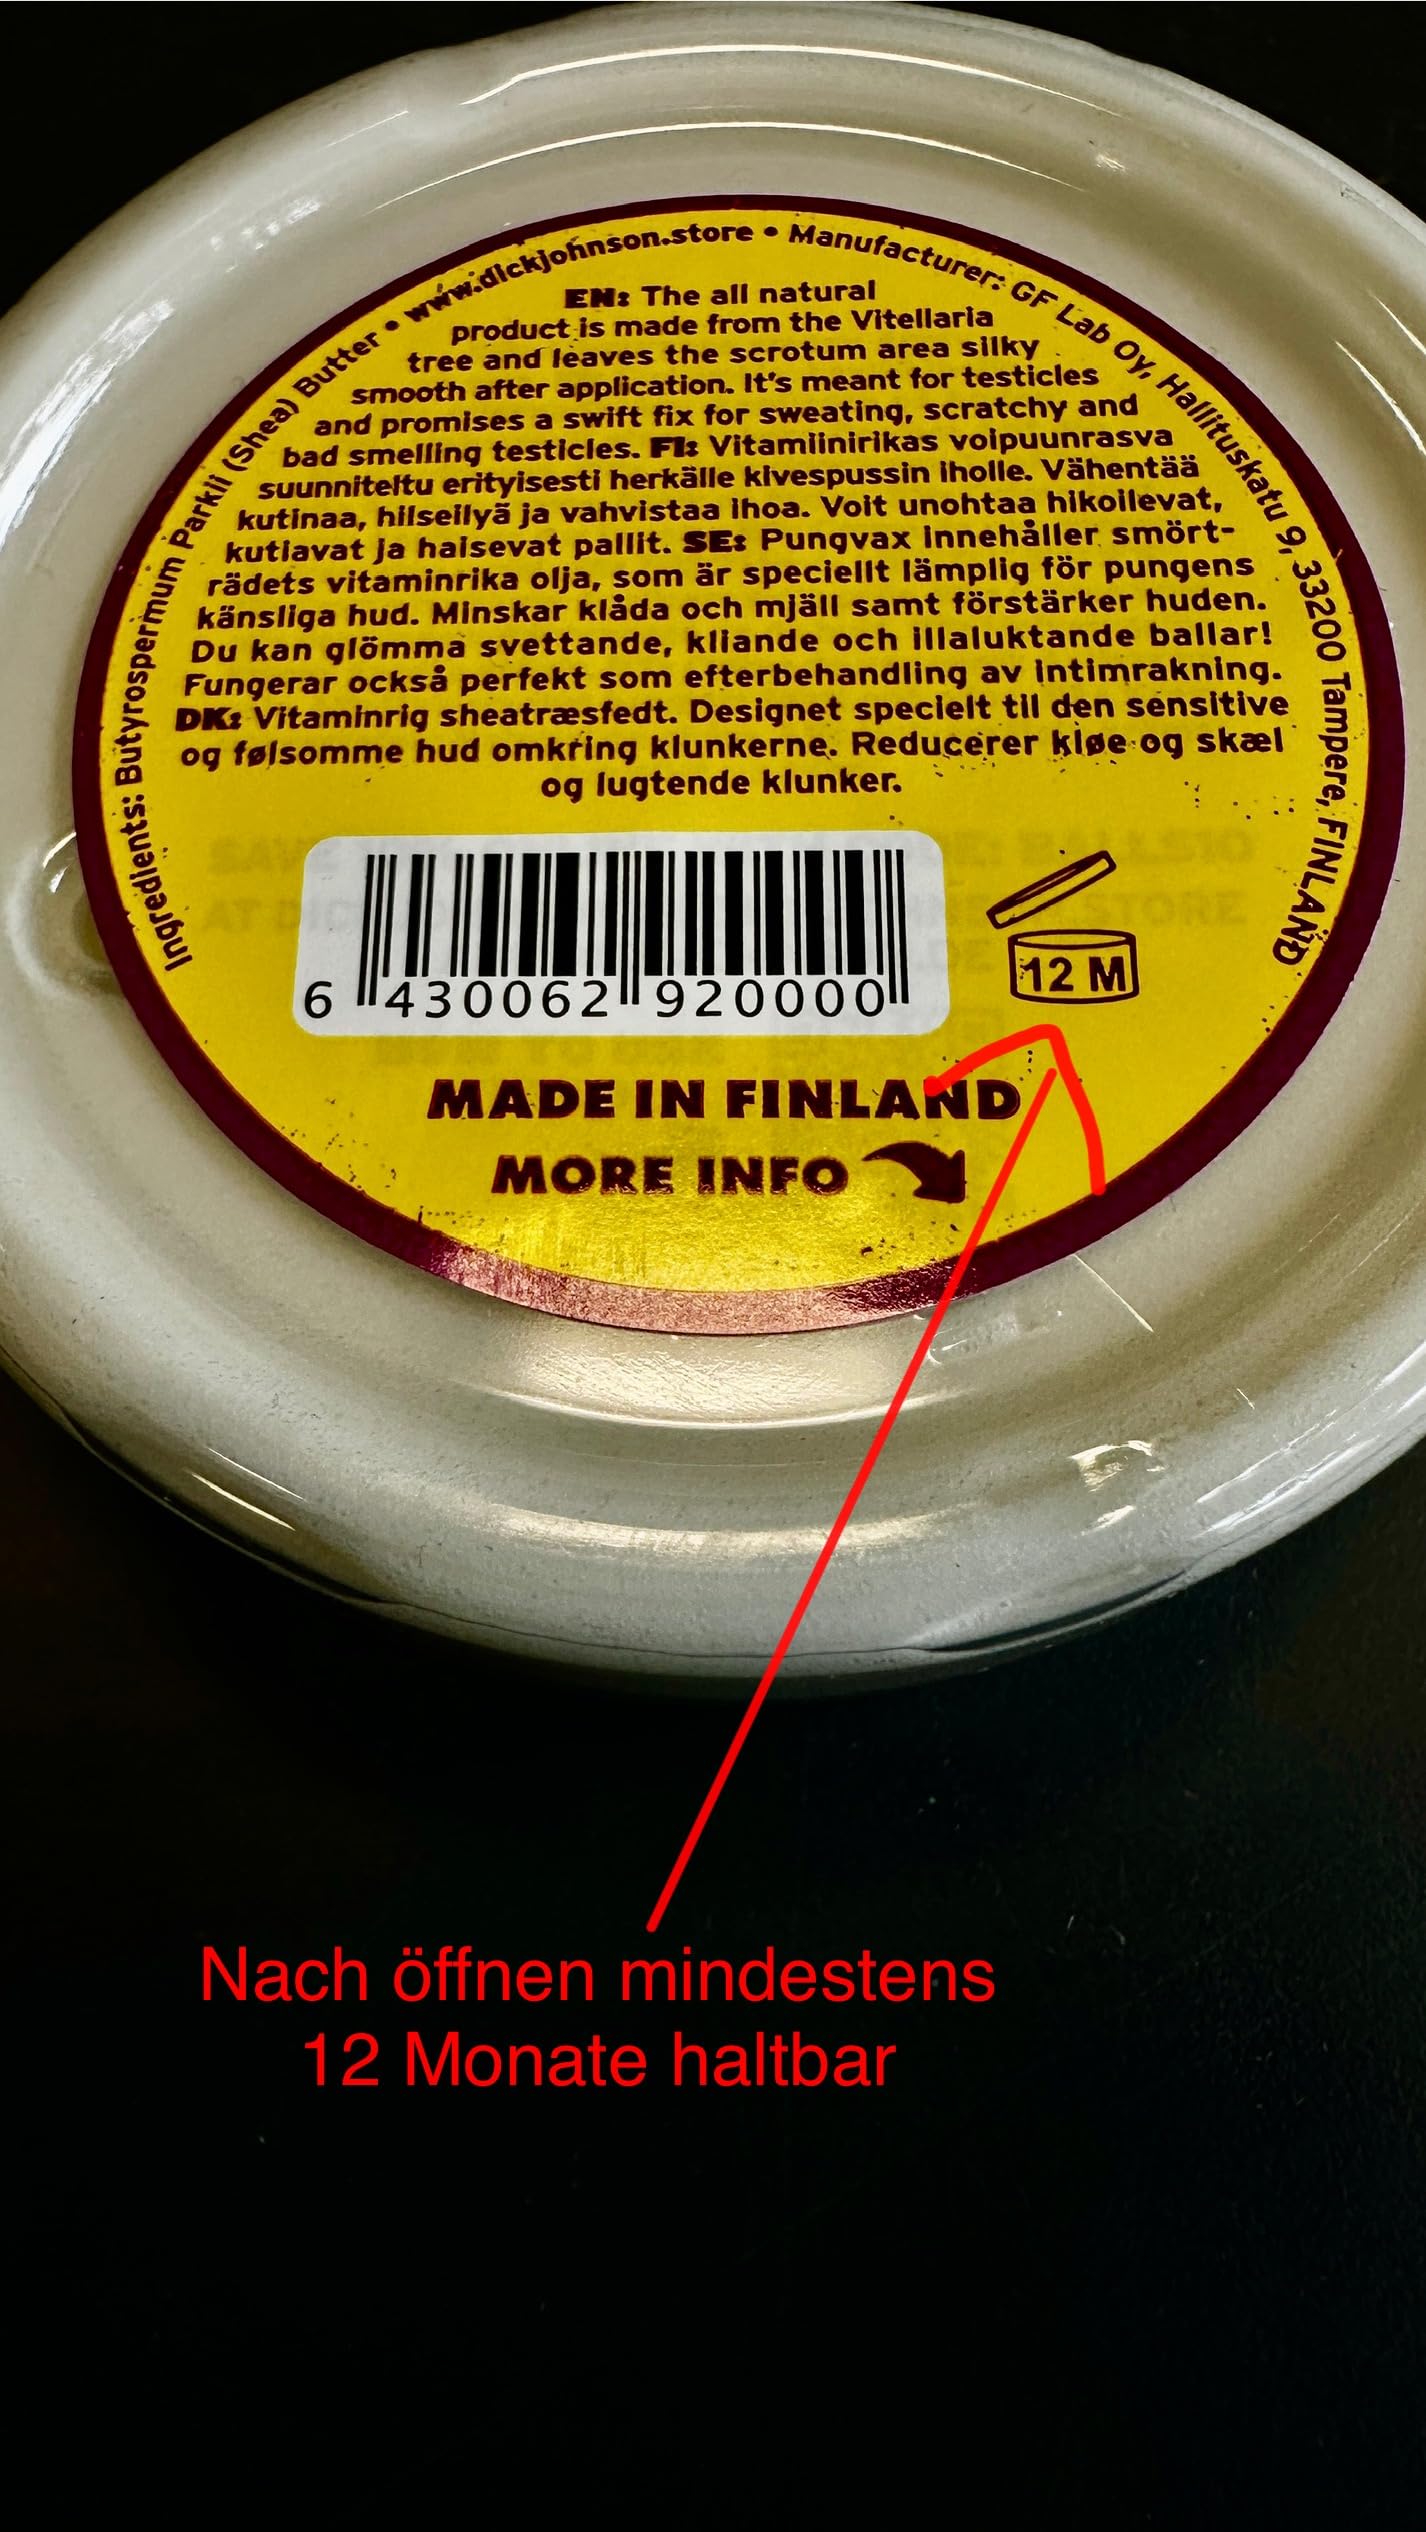 Ingredients: Butyrospermum Parkii (Shea) Butter • www.dickjohnson.store • Manufacturer: GF Lab Oy, Hallituskatu 9, 33200 Tampere, FINLAND
EN: The all natural
product is made from the Vitellaria
tree and leaves the scrotum area silky
smooth after application. It's meant for testicles
and promises a swift fix for sweating, scratchy and
bad smelling testicles. FI: Vitamiinirikas voipuunrasva
suunniteltu erityisesti herkälle kivespussin iholle. Vähentää
kutinaa, hilseilyä ja vahvistaa ihoa. Voit unohtaa hikoilevat,
kutiavat ja haisevat pallit. SE: Pungvax innehåller smört-
rädets vitaminrika olja, som är speciellt lämplig för pungens
känsliga hud. Minskar klåda och mjäll samt förstärker huden.
Du kan glömma svettande, kliande och illaluktande ballar!
Fungerar också perfekt som efterbehandling av intimrakning.
DK: Vitaminrig sheatræsfedt. Designet specielt til den sensitive
og følsomme hud omkring klunkerne. Reducerer kløe og skæl
og lugtende klunker.
6 430062 920000
12 M
MADE IN FINLAND
MORE INFO
Nach öffnen mindestens
12 Monate haltbar